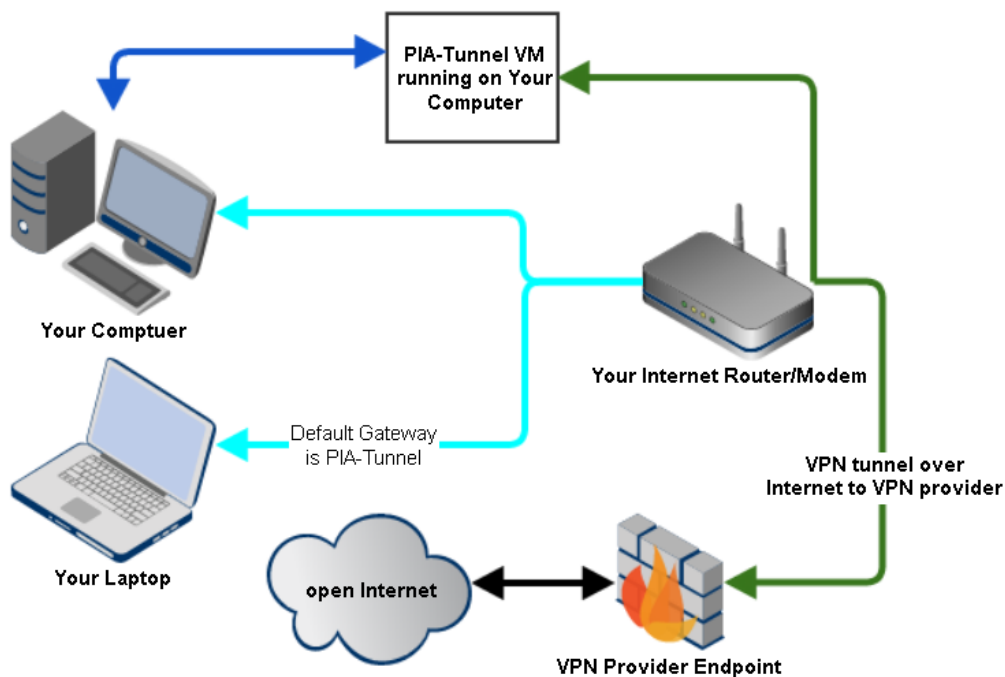 PIA-Tunnel VM
running on Your
Computer
Your Comptuer
Your Internet Router/Modem
Default Gateway
is PIA-Tunnel
VPN tunnel over
Internet to VPN provider
Your Laptop
open Internet
VPN Provider Endpoint